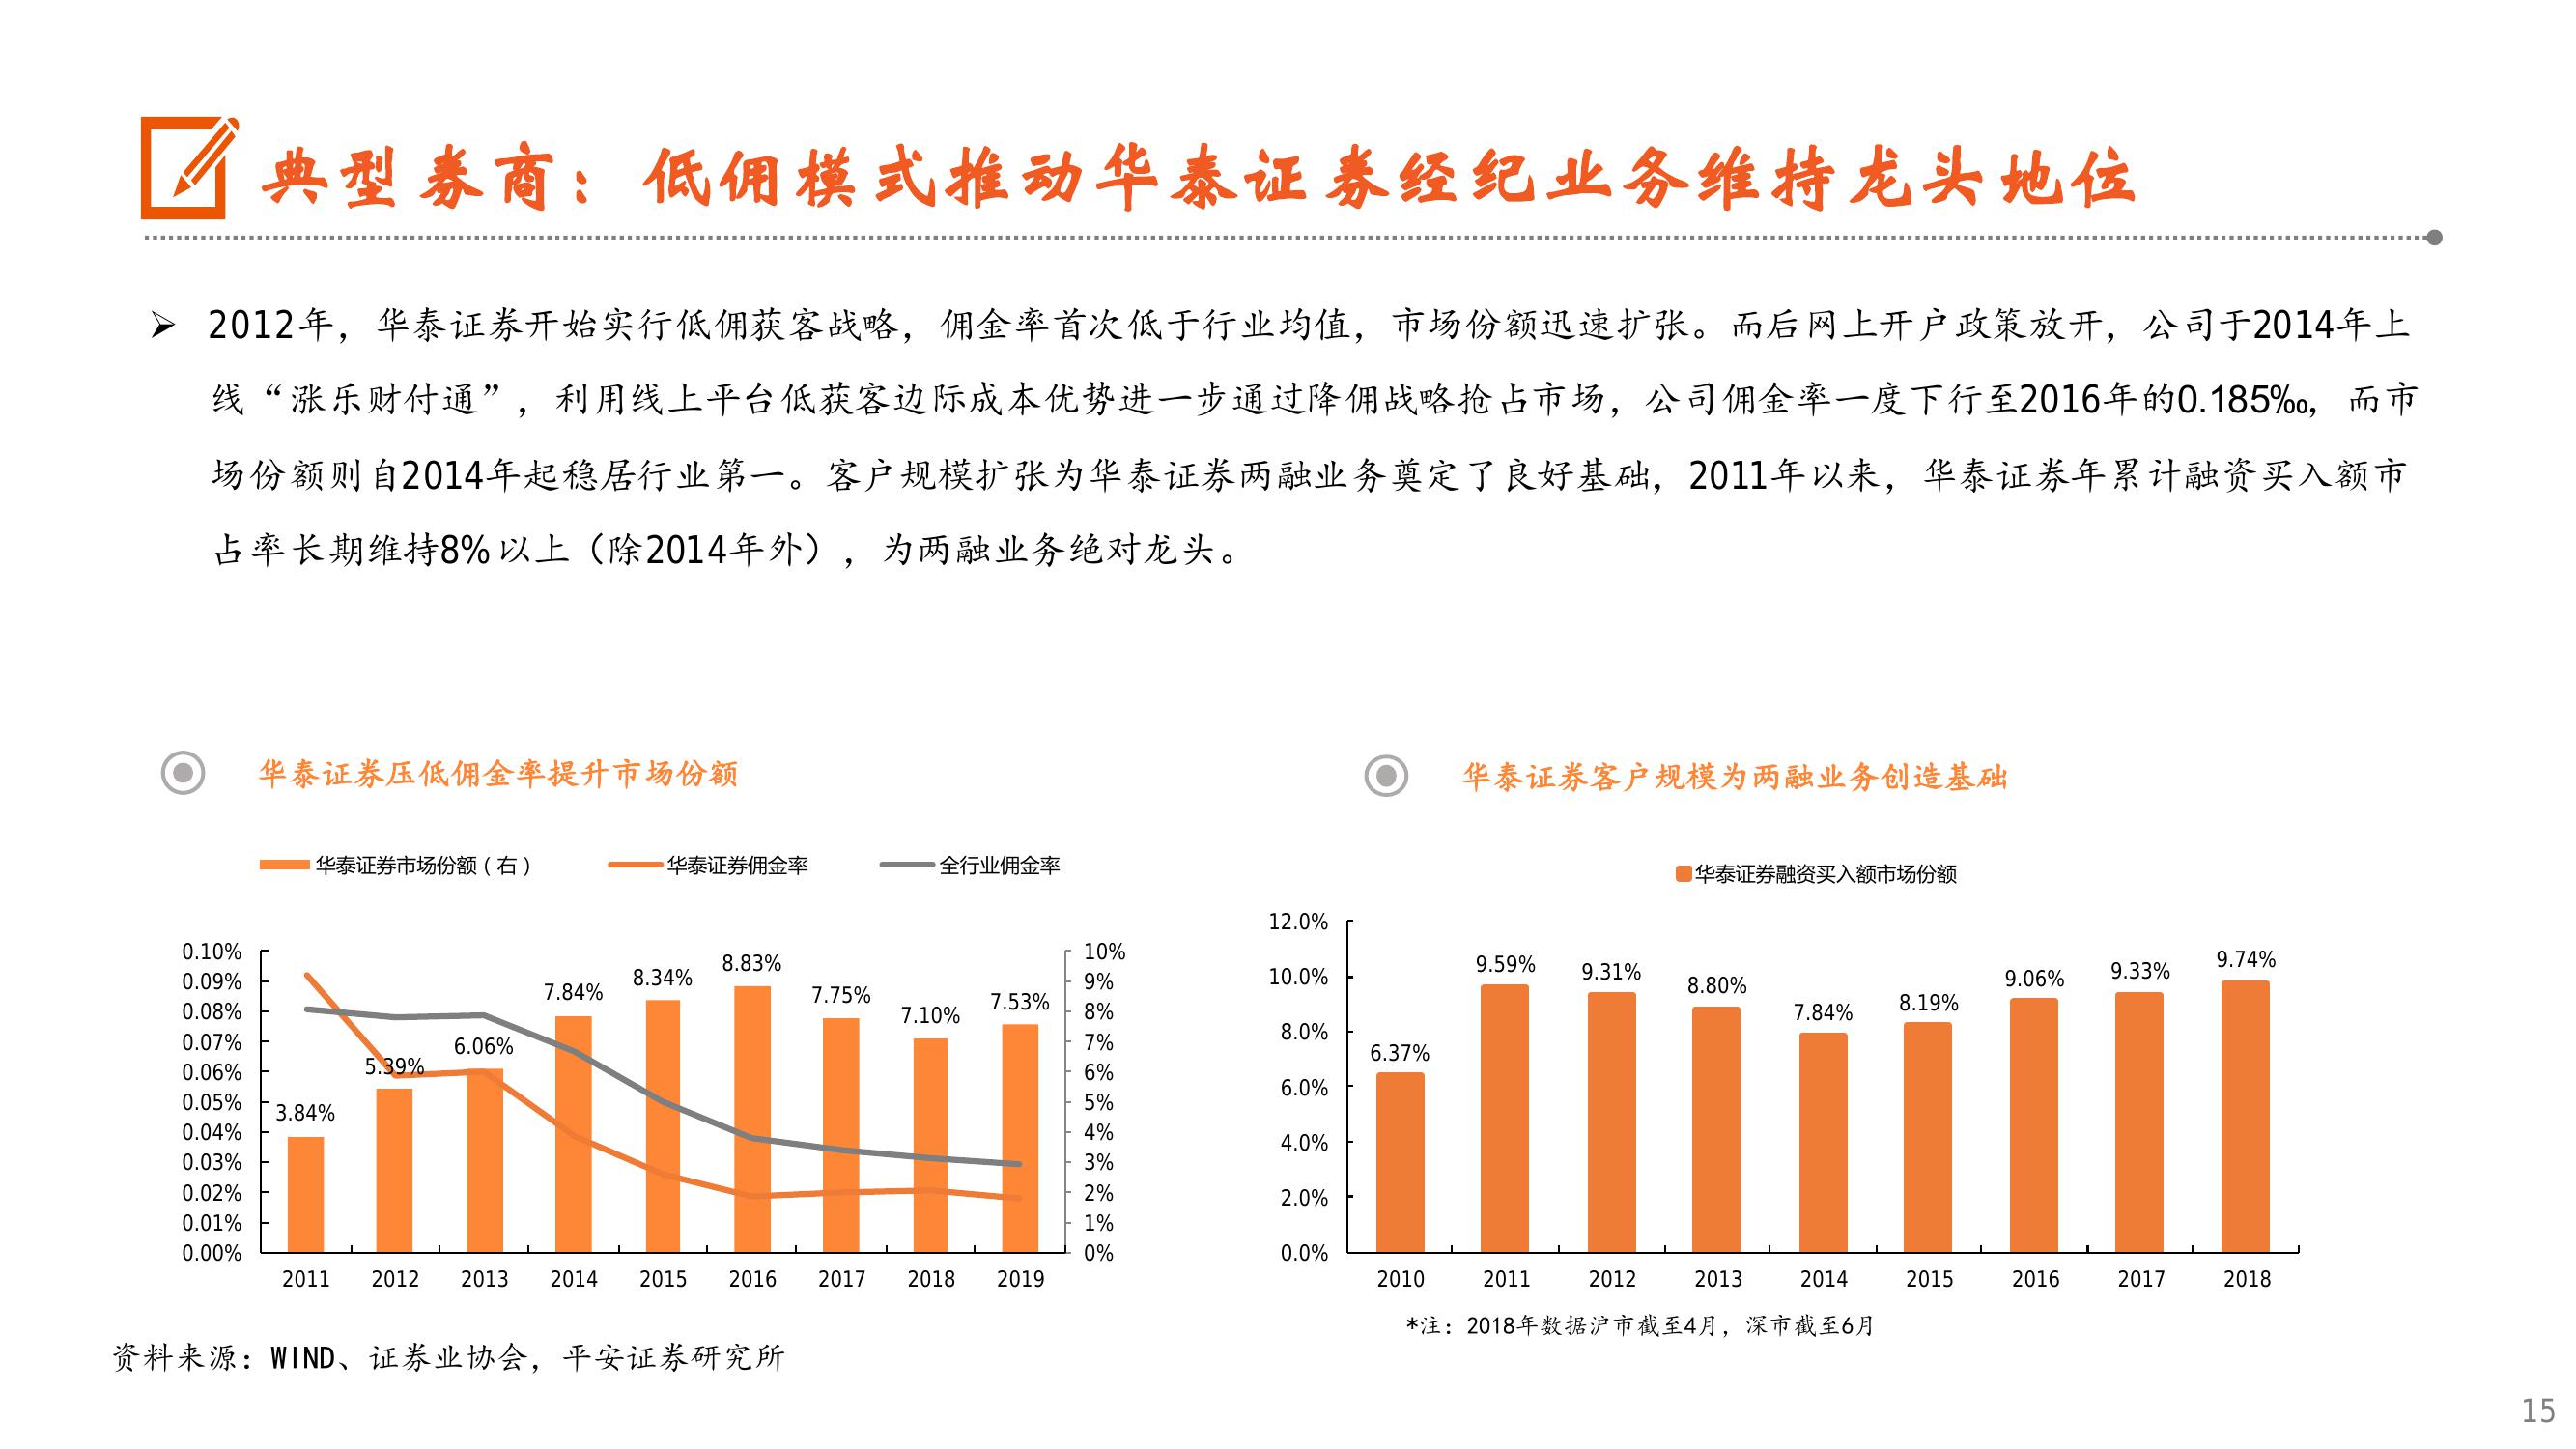 典型券商：低佣模式推动华泰证券经纪业务维持龙头地位
➢ 2012年，华泰证券开始实行低佣获客战略，佣金率首次低于行业均值，市场份额迅速扩张。而后网上开户政策放开，公司于2014年上
线“涨乐财付通”，利用线上平台低获客边际成本优势进一步通过降佣战略抢占市场，公司佣金率一度下行至2016年的0.185‰，而市
场份额则自2014年起稳居行业第一。客户规模扩张为华泰证券两融业务奠定了良好基础，2011年以来，华泰证券年累计融资买入额市
占率长期维持8%以上（除2014年外），为两融业务绝对龙头。
华泰证券压低佣金率提升市场份额
华泰证券市场份额（右） 华泰证券佣金率 全行业佣金率
0.10%
0.09%
0.08%
0.07%
0.06%
0.05%
0.04%
0.03%
0.02%
0.01%
0.00%
3.84% 5.39% 6.06% 7.84% 8.34% 8.83% 7.75% 7.10% 7.53%
10%
9%
8%
7%
6%
5%
4%
3%
2%
1%
0%
2011 2012 2013 2014 2015 2016 2017 2018 2019
华泰证券客户规模为两融业务创造基础
华泰证券融资买入额市场份额
12.0%
10.0%
8.0%
6.0%
4.0%
2.0%
0.0%
6.37% 9.59% 9.31% 8.80% 7.84% 8.19% 9.06% 9.33% 9.74%
2010 2011 2012 2013 2014 2015 2016 2017 2018
*注：2018年数据沪市截至4月，深市截至6月
资料来源：WIND、证券业协会，平安证券研究所
15